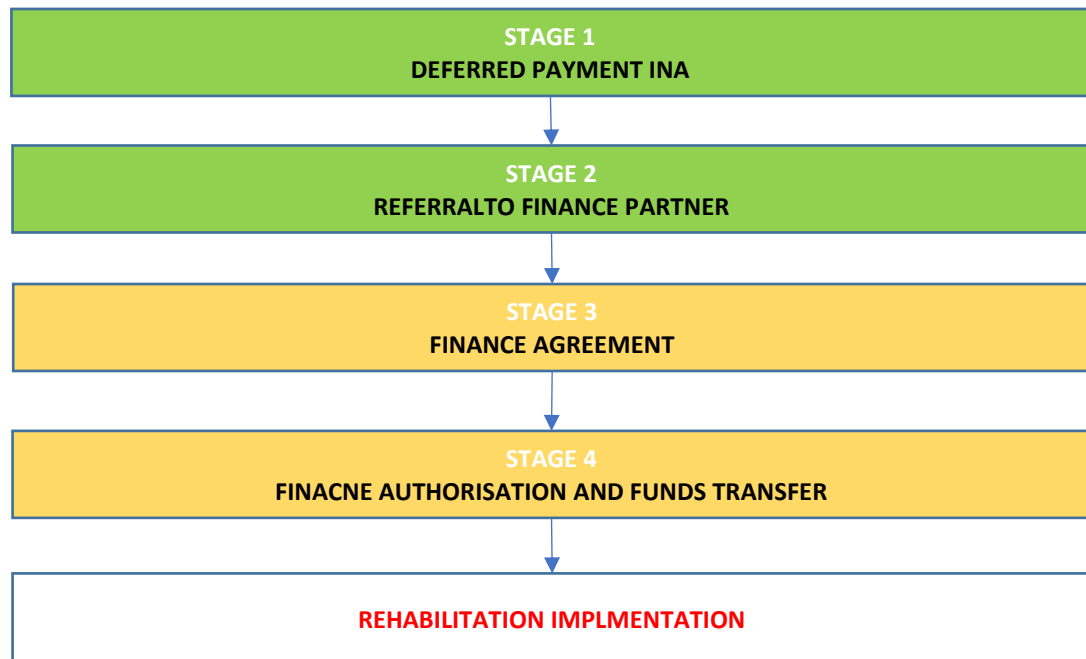 STAGE 1
DEFERRED PAYMENT INA
STAGE 2
REFERRALTO FINANCE PARTNER
STAGE 3
FINANCE AGREEMENT
STAGE 4
FINACNE AUTHORISATION AND FUNDS TRANSFER
REHABILITATION IMPLMENTATION